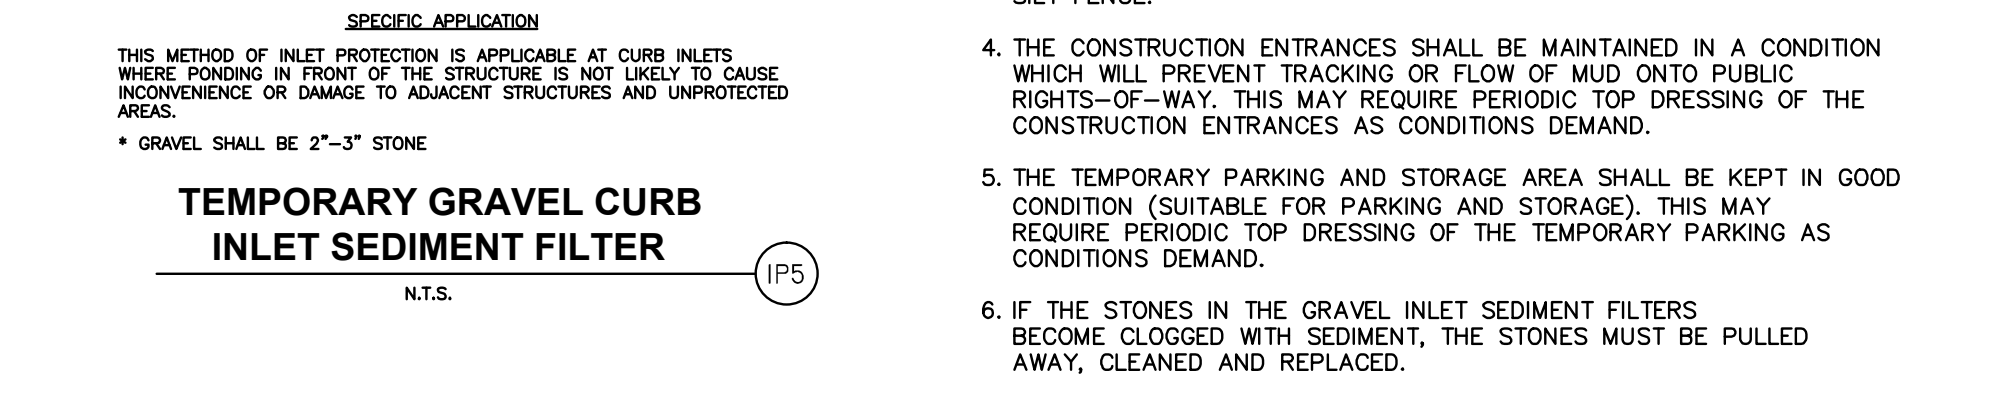 SPECIFIC APPLICATION
THIS METHOD OF INLET PROTECTION IS APPLICABLE AT CURB INLETS
WHERE PONDING IN FRONT OF THE STRUCTURE IS NOT LIKELY TO CAUSE
INCONVENIENCE OR DAMAGE TO ADJACENT STRUCTURES AND UNPROTECTED
AREAS.
* GRAVEL SHALL BE 2"-3" STONE
TEMPORARY GRAVEL CURB
INLET SEDIMENT FILTER
IP5
N.T.S.
4. THE CONSTRUCTION ENTRANCES SHALL BE MAINTAINED IN A CONDITION
WHICH WILL PREVENT TRACKING OR FLOW OF MUD ONTO PUBLIC
RIGHTS-OF-WAY. THIS MAY REQUIRE PERIODIC TOP DRESSING OF THE
CONSTRUCTION ENTRANCES AS CONDITIONS DEMAND.
5. THE TEMPORARY PARKING AND STORAGE AREA SHALL BE KEPT IN GOOD
CONDITION (SUITABLE FOR PARKING AND STORAGE). THIS MAY
REQUIRE PERIODIC TOP DRESSING OF THE TEMPORARY PARKING AS
CONDITIONS DEMAND.
6. IF THE STONES IN THE GRAVEL INLET SEDIMENT FILTERS
BECOME CLOGGED WITH SEDIMENT, THE STONES MUST BE PULLED
AWAY, CLEANED AND REPLACED.